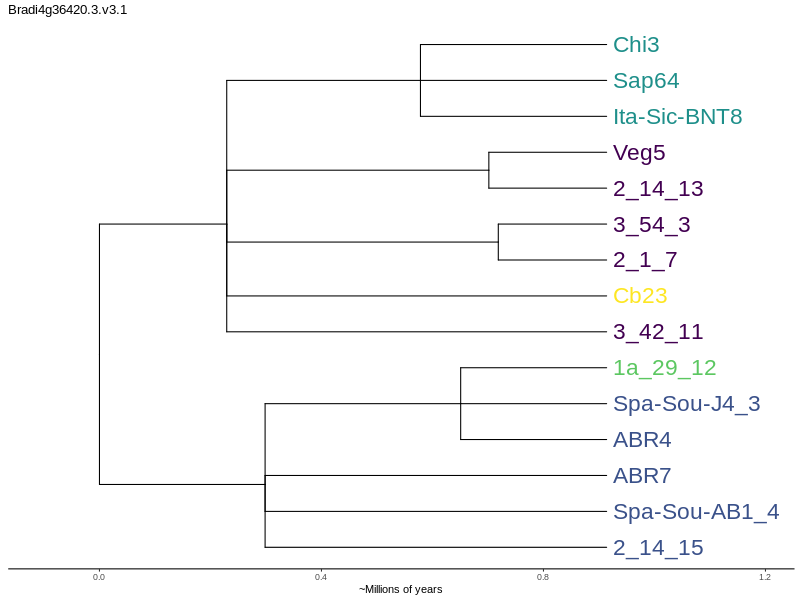 Bradi4g36420.3.v3.1
Chi3
Sap64
Ita-Sic-BNT8
Veg5
2_14_13
3_54_3
2_1_7
Cb23
3_42_11
1a_29_12
Spa-Sou-J4_3
ABR4
ABR7
Spa-Sou-AB1_4
2_14_15
0.0 0.4 0.8 1.2
~Millions of years